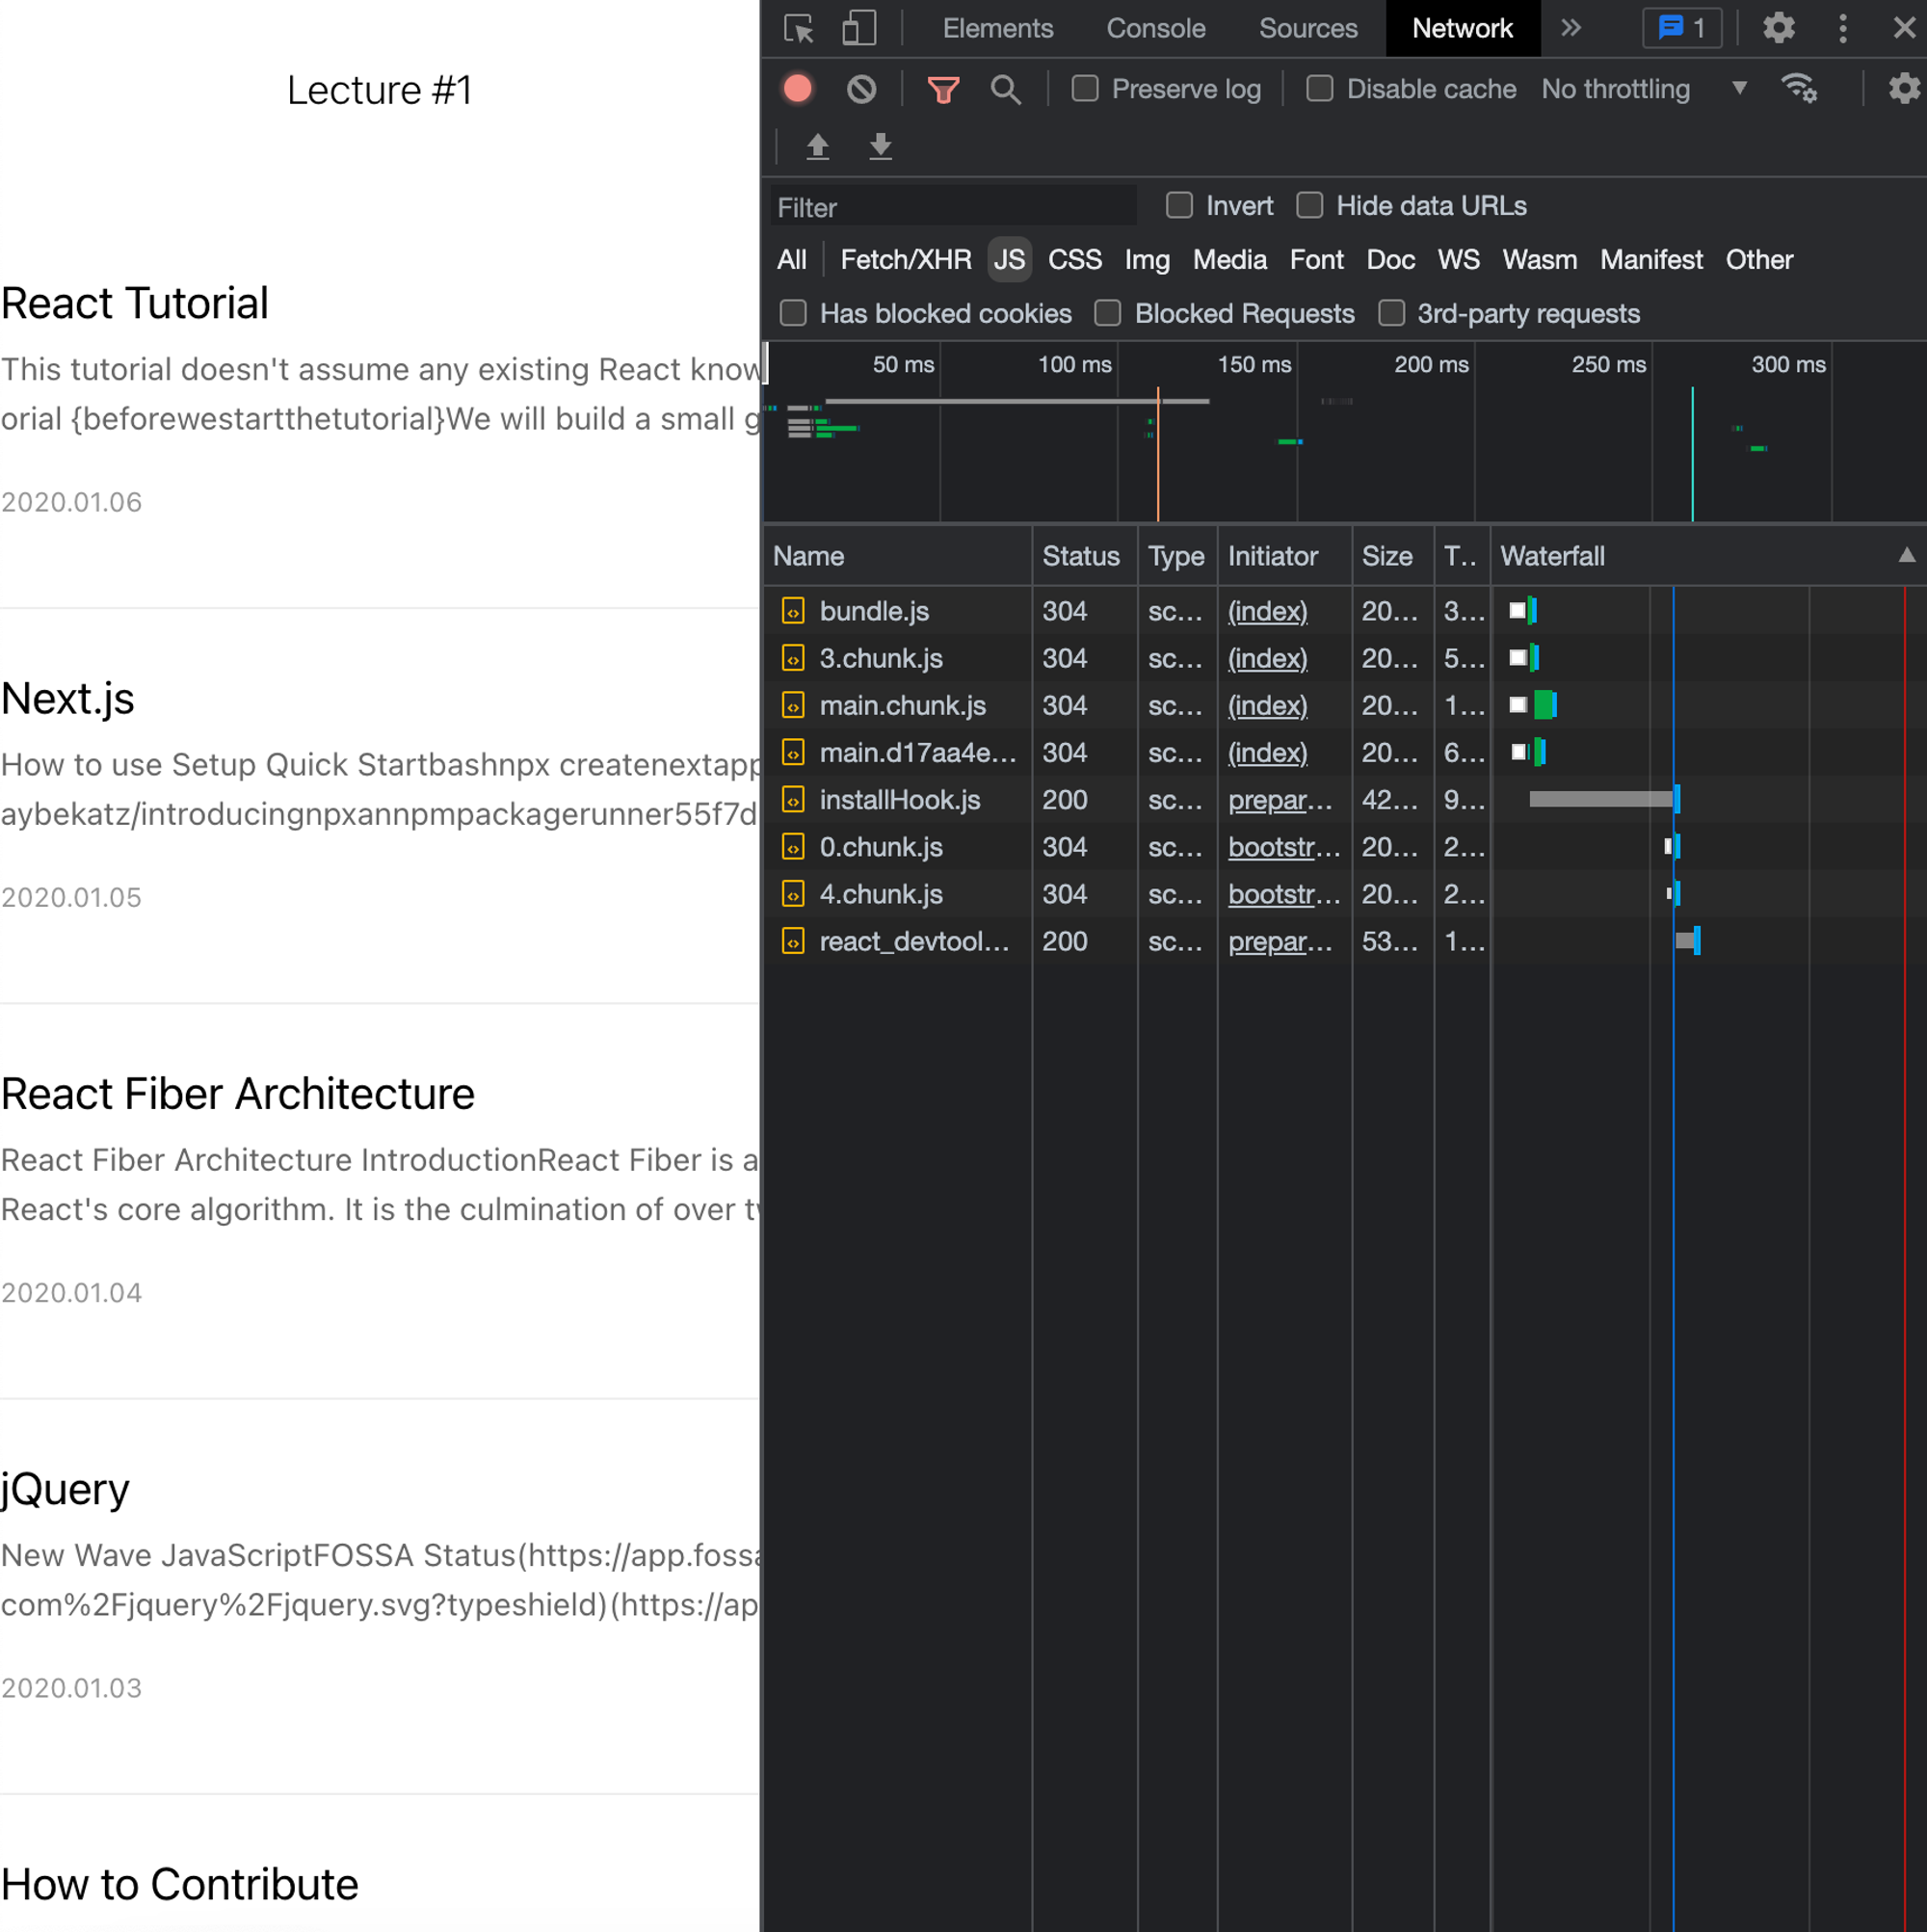 Lecture #1
React Tutorial
This tutorial doesn't assume any existing React know
orial {beforewestartthetutorial}We will build a small g
2020.01.06
Next.js
How to use Setup Quick Startbashnpx createnextapp
aybekatz/introducingnpxannpmpackagerunner55f7d
2020.01.05
React Fiber Architecture
React Fiber Architecture IntroductionReact Fiber is a
React's core algorithm. It is the culmination of over tw
2020.01.04
jQuery
New Wave JavaScriptFOSSA Status(https://app.fossa
com%2Fjquery%2Fjquery.svg?typeshield)(https://ap
2020.01.03
How to Contribute
Elements Console Sources Network » 1
Preserve log Disable cache No throttling
Filter Invert Hide data URLs
All Fetch/XHR JS CSS Img Media Font Doc WS Wasm Manifest Other
Has blocked cookies Blocked Requests 3rd-party requests
50 ms 100 ms 150 ms 200 ms 250 ms 300 ms
Name Status Type Initiator Size T.. Waterfall
bundle.js 304 sc... (index) 20... 3...
3.chunk.js 304 sc... (index) 20... 5...
main.chunk.js 304 sc... (index) 20... 1...
main.d17aa4e... 304 sc... (index) 20... 6...
installHook.js 200 sc... prepar... 42... 9...
0.chunk.js 304 sc... bootstr... 20... 2...
4.chunk.js 304 sc... bootstr... 20... 2...
react_devtool... 200 sc... prepar... 53... 1...